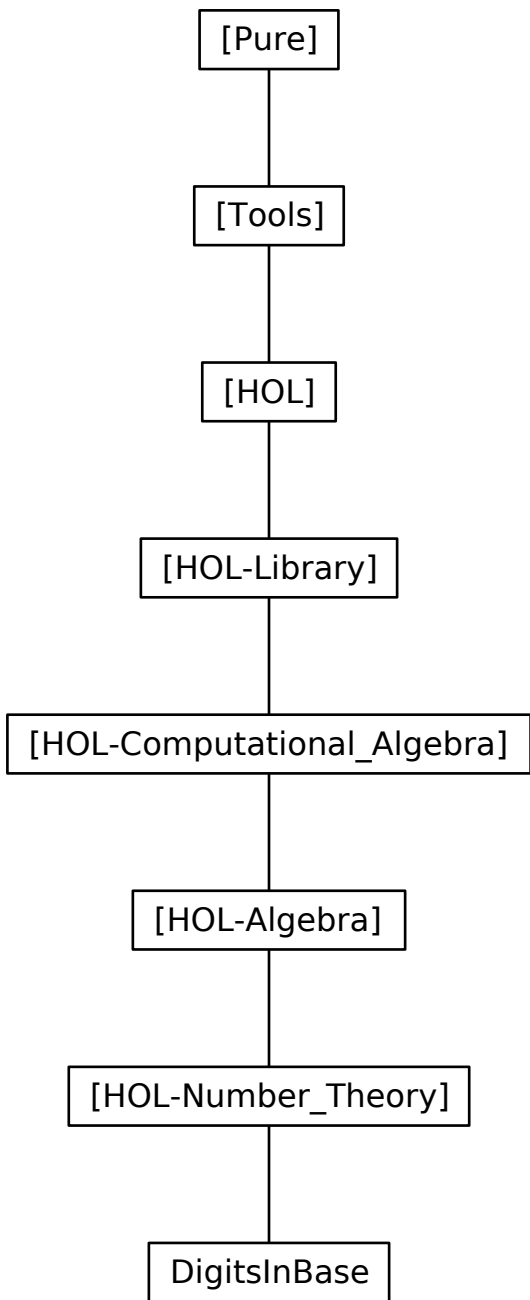 [Pure]
[Tools]
[HOL]
[HOL-Library]
[HOL-Computational_Algebra]
[HOL-Algebra]
[HOL-Number_Theory]
DigitsInBase